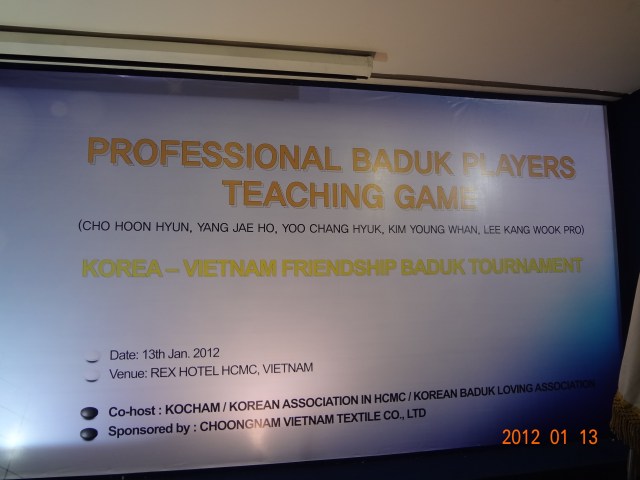 PROFESSIONAL BADUK PLAYERS
TEACHING GAME
(CHO HOON HYUN, YANG JAE HO, YOO CHANG HYUK, KIM YOUNG WHAN, LEE KANG WOOK PRO)
KOREA – VIETNAM FRIENDSHIP BADUK TOURNAMENT
Date: 13th Jan. 2012
Venue: REX HOTEL HCMC, VIETNAM
Co-host : KOCHAM / KOREAN ASSOCIATION IN HCMC / KOREAN BADUK LOVING ASSOCIATION
Sponsored by : CHOONGNAM VIETNAM TEXTILE CO., LTD
2012 01 13